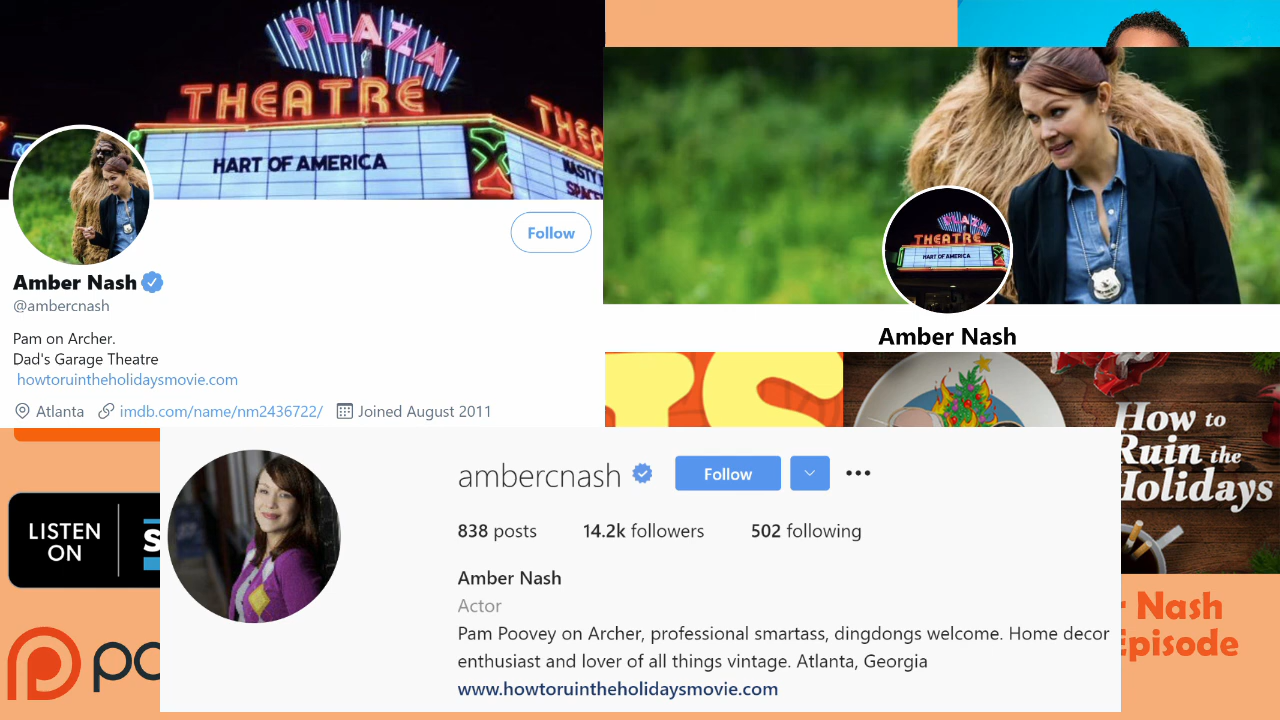 PLAZA
THEATRE
HART OF AMERICA
NASTY
Follow
Amber Nash
@ambercnash
Pam on Archer.
Dad's Garage Theatre
howtoruintheholidaysmovie.com
Atlanta
imdb.com/name/nm2436722/
Joined August 2011
PLAZA
THEATRE
HART OF AMERICA
Amber Nash
How to
Ruin the
Holidays
LISTEN
ON
ambercnash
Follow
838 posts
14.2k followers
502 following
Amber Nash
Actor
Pam Poovey on Archer, professional smartass, dingdongs welcome. Home decor
enthusiast and lover of all things vintage. Atlanta, Georgia
www.howtoruintheholidaysmovie.com
Nash
Episode